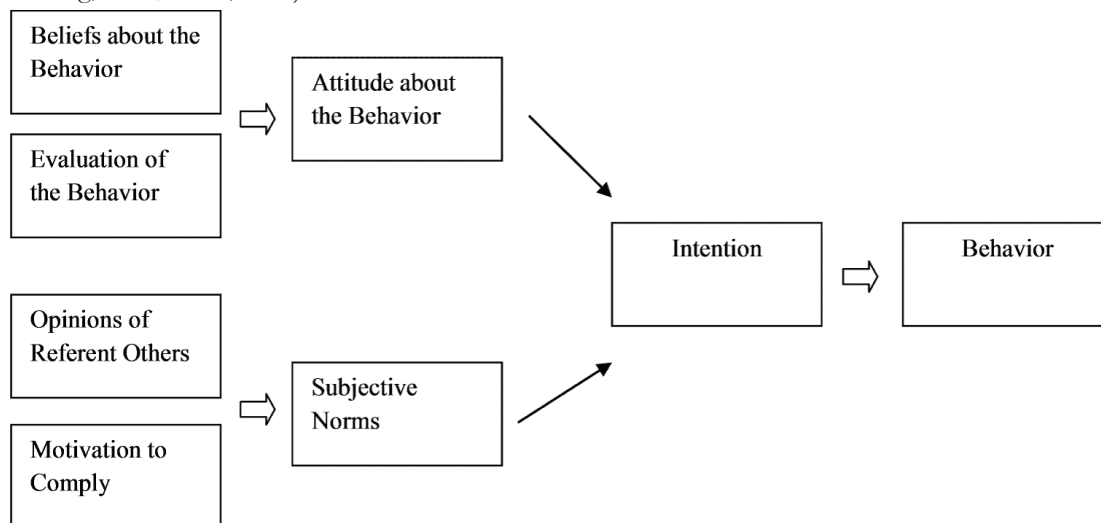 Beliefs about the
Behavior
Evaluation of
the Behavior
Attitude about
the Behavior
Opinions of
Referent Others
Motivation to
Comply
Subjective
Norms
Intention
Behavior